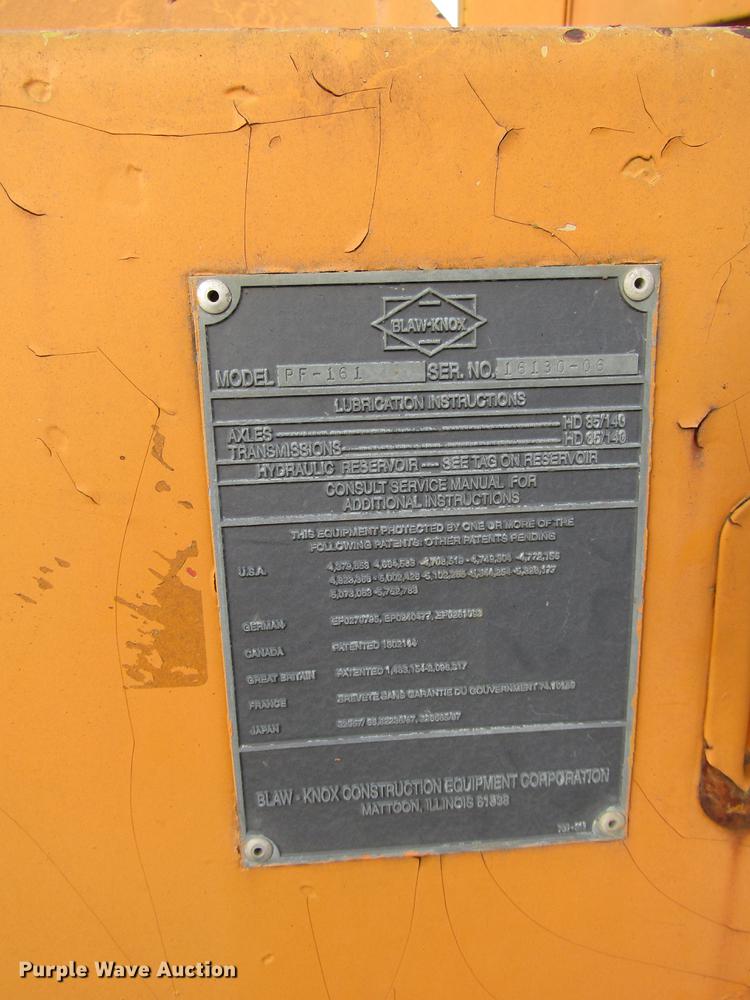 BLAW-KNOX
MODEL PF-161 SER. NO. 16130-06
LUBRICATION INSTRUCTIONS
AXLES HD 85/140
TRANSMISSIONS HD 85/140
HYDRAULIC RESERVOIR --- SEE TAG ON RESERVOIR
CONSULT SERVICE MANUAL FOR
ADDITIONAL INSTRUCTIONS
THIS EQUIPMENT PROTECTED BY ONE OR MORE OF THE
FOLLOWING PATENTS: OTHER PATENTS PENDING
U.S.A.
GERMAN
CANADA PATENTED
GREAT BRITAIN PATENTED
FRANCE BREVETE SANS GARANTIE DU GOUVERNEMENT
JAPAN
BLAW - KNOX CONSTRUCTION EQUIPMENT CORPORATION
MATTOON, ILLINOIS 61938
Purple Wave Auction